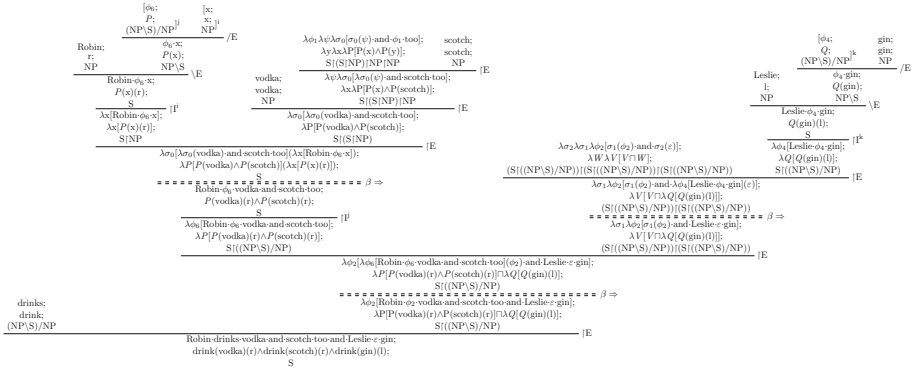 [ϕ₆; [x;
P; x;
(NP\S)/NP]ʲ NP]ⁱ
/E
Robin; ϕ₆·x;
r; P(x);
NP NP\S
\E
Robin·ϕ₆·x;
P(x)(r);
S
↾Iⁱ
λx[Robin·ϕ₆·x];
λx[P(x)(r)];
S↾NP
λϕ₁λψλσ₀[σ₀(ψ)·and·ϕ₁·too]; scotch;
λyλxλP[P(x)∧P(y)]; scotch;
S↾(S↾NP)↾NP↾NP NP
↾E
vodka; λψλσ₀[λσ₀(ψ)·and·scotch·too];
vodka; λxλP[P(x)∧P(scotch)];
NP S↾(S↾NP)↾NP
↾E
λσ₀[λσ₀(vodka)·and·scotch·too];
λP[P(vodka)∧P(scotch)];
S↾(S↾NP)
↾E
λσ₀[λσ₀(vodka)·and·scotch·too](λx[Robin·ϕ₆·x]);
λP[P(vodka)∧P(scotch)](λx[P(x)(r)]);
S
β ⇒
Robin·ϕ₆·vodka·and·scotch·too;
P(vodka)(r)∧P(scotch)(r);
S
↾Iʲ
λϕ₆[Robin·ϕ₆·vodka·and·scotch·too];
λP[P(vodka)(r)∧P(scotch)(r)];
S↾((NP\S)/NP)
[ϕ₄; gin;
Q; gin;
(NP\S)/NP]ᵏ NP
/E
Leslie; ϕ₄·gin;
l; Q(gin);
NP NP\S
\E
Leslie·ϕ₄·gin;
Q(gin)(l);
S
↾Iᵏ
λσ₂λσ₁λϕ₂[σ₁(ϕ₂)·and·σ₂(ε)]; λϕ₄[Leslie·ϕ₄·gin];
λWλV[V⊓W]; λQ[Q(gin)(l)];
(S↾((NP\S)/NP))↾(S↾((NP\S)/NP))↾(S↾((NP\S)/NP)) S↾((NP\S)/NP)
↾E
λσ₁λϕ₂[σ₁(ϕ₂)·and·λϕ₄[Leslie·ϕ₄·gin](ε)];
λV[V⊓λQ[Q(gin)(l)]];
(S↾((NP\S)/NP))↾(S↾((NP\S)/NP))
β ⇒
λσ₁λϕ₂[σ₁(ϕ₂)·and·Leslie·ε·gin];
λV[V⊓λQ[Q(gin)(l)]];
(S↾((NP\S)/NP))↾(S↾((NP\S)/NP))
↾E
λϕ₂[λϕ₆[Robin·ϕ₆·vodka·and·scotch·too](ϕ₂)·and·Leslie·ε·gin];
λP[P(vodka)(r)∧P(scotch)(r)]⊓λQ[Q(gin)(l)];
S↾((NP\S)/NP)
β ⇒
drinks; λϕ₂[Robin·ϕ₂·vodka·and·scotch·too·and·Leslie·ε·gin];
drink; λP[P(vodka)(r)∧P(scotch)(r)]⊓λQ[Q(gin)(l)];
(NP\S)/NP S↾((NP\S)/NP)
↾E
Robin·drinks·vodka·and·scotch·too·and·Leslie·ε·gin;
drink(vodka)(r)∧drink(scotch)(r)∧drink(gin)(l);
S